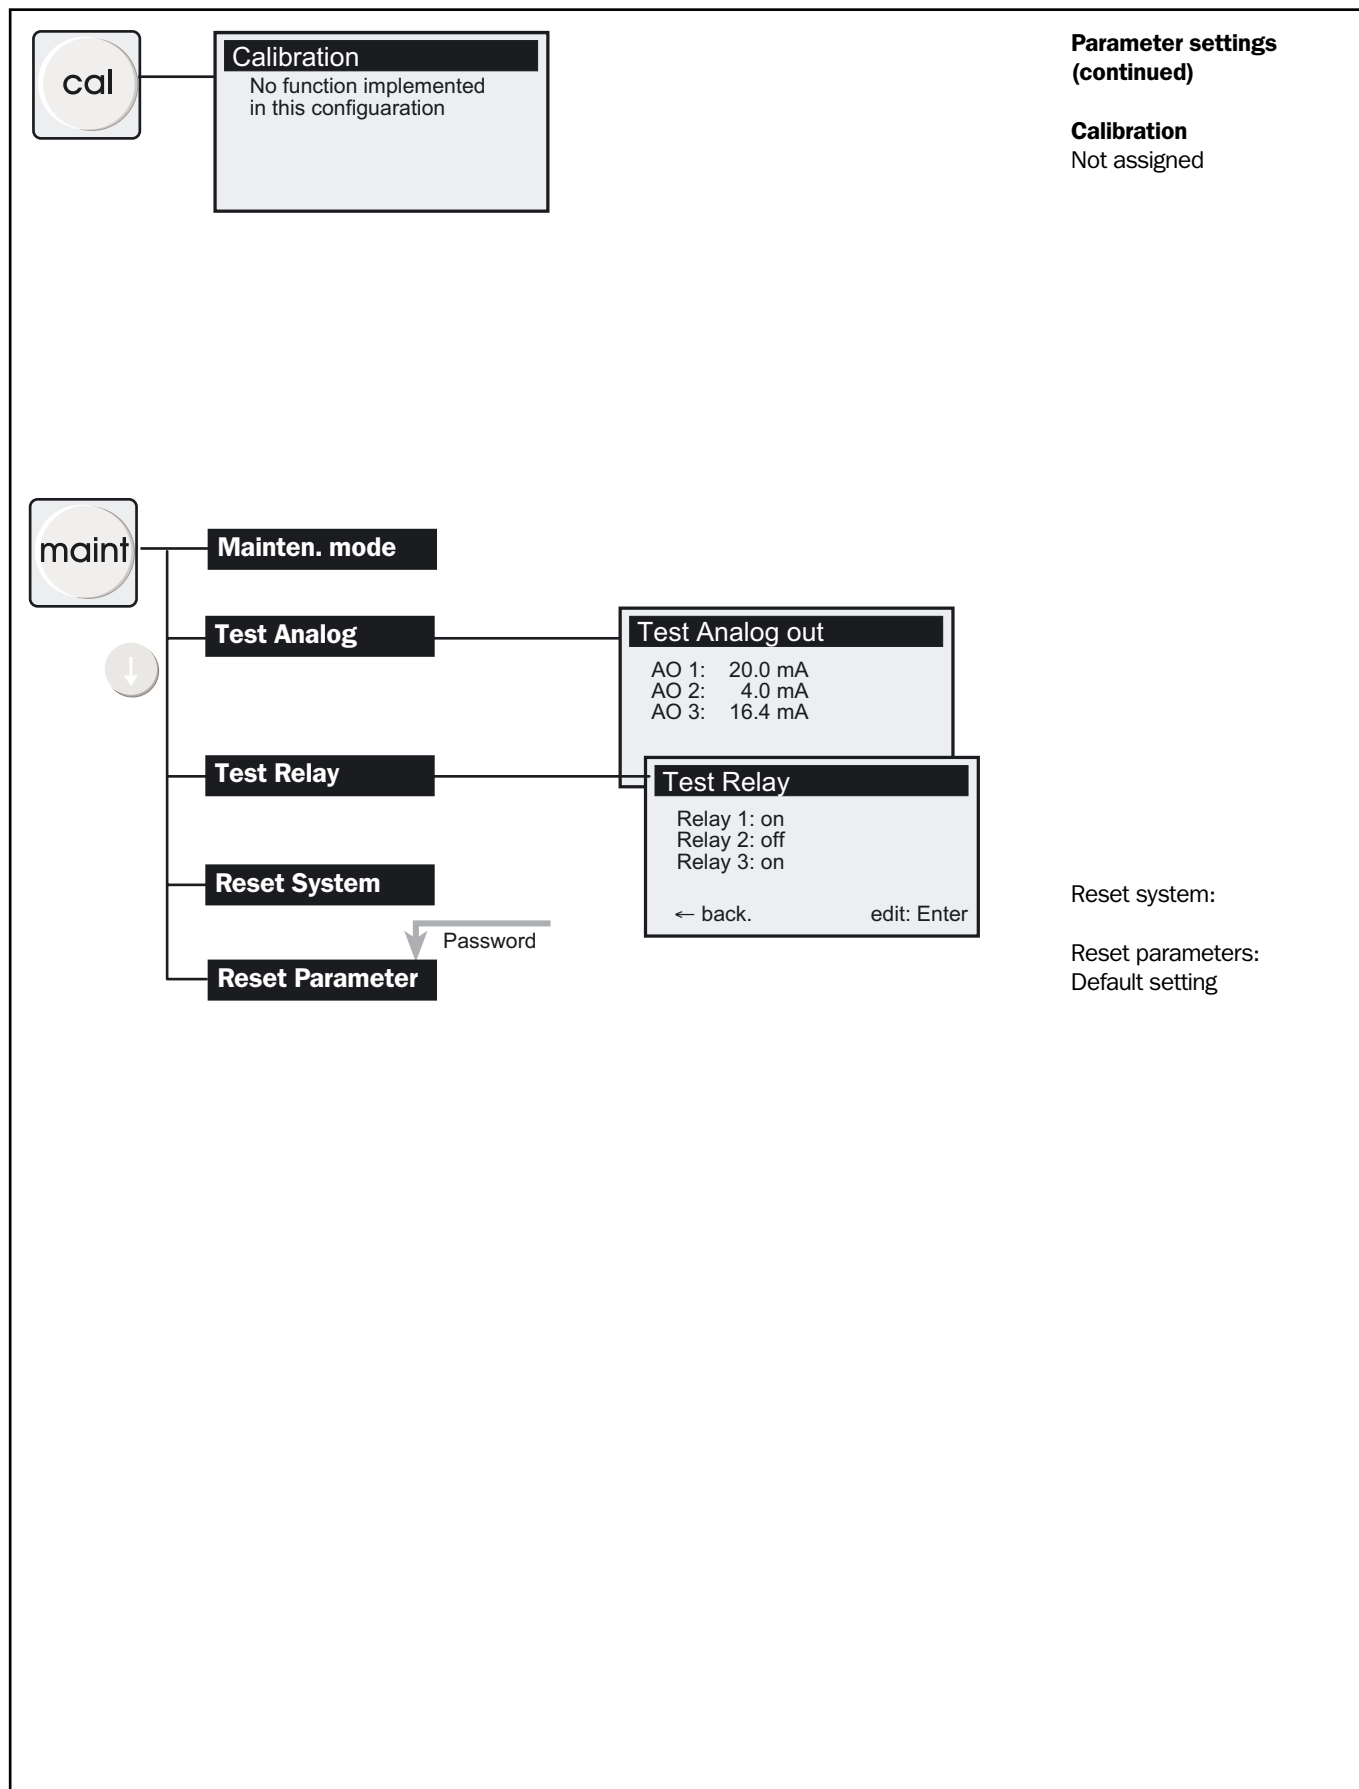 cal
Calibration
No function implemented
in this configuaration
Parameter settings
(continued)
Calibration
Not assigned
maint
Mainten. mode
Test Analog
Test Analog out
AO 1: 20.0 mA
AO 2: 4.0 mA
AO 3: 16.4 mA
Test Relay
Test Relay
Relay 1: on
Relay 2: off
Relay 3: on
← back. edit: Enter
Reset System
Password
Reset Parameter
Reset system:
Reset parameters:
Default setting